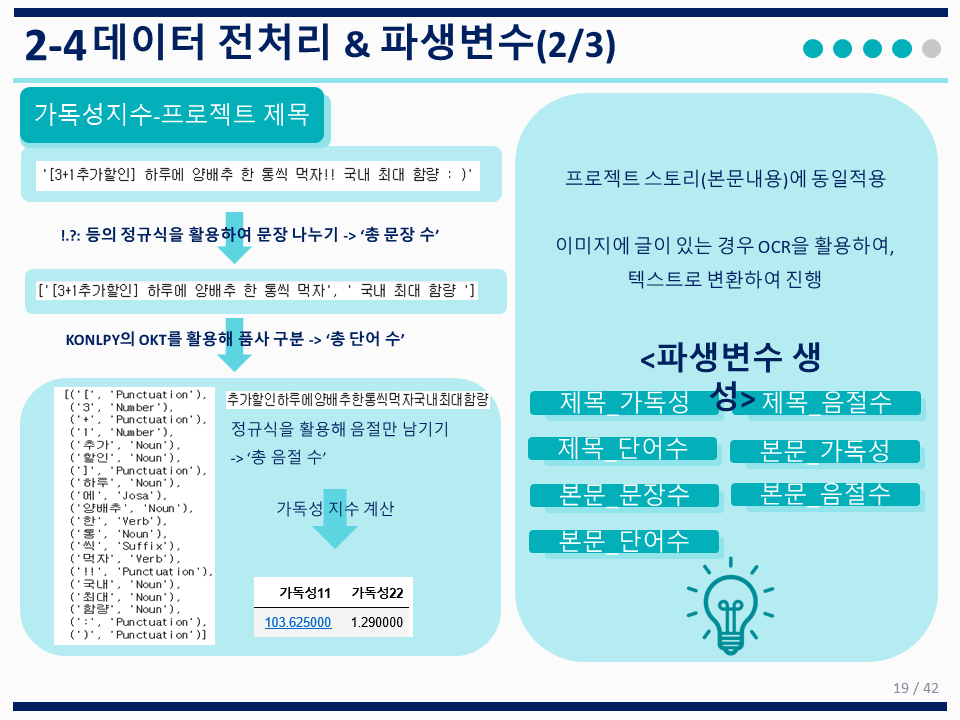 2-4데이터 전처리 & 파생변수(2/3)
가독성지수-프로젝트 제목
'[3+1추가할인] 하루에 양배추 한 통씩 먹자!! 국내 최대 함량 : )'
!.?: 등의 정규식을 활용하여 문장 나누기 -> ‘총 문장 수’
['[3+1추가할인] 하루에 양배추 한 통씩 먹자', ' 국내 최대 함량 ']
KONLPY의 OKT를 활용해 품사 구분 -> ‘총 단어 수’
[('[', 'Punctuation'),
('3', 'Number'),
('+', 'Punctuation'),
('1', 'Number'),
('추가', 'Noun'),
('할인', 'Noun'),
(']', 'Punctuation'),
('하루', 'Noun'),
('에', 'Josa'),
('양배추', 'Noun'),
('한', 'Verb'),
('통', 'Noun'),
('씩', 'Suffix'),
('먹자', 'Verb'),
('!!', 'Punctuation'),
('국내', 'Noun'),
('최대', 'Noun'),
('함량', 'Noun'),
(':', 'Punctuation'),
(')', 'Punctuation')]
추가할인하루에양배추한통씩먹자국내최대함량
정규식을 활용해 음절만 남기기
-> ‘총 음절 수’
가독성 지수 계산
가독성11 가독성22
103.625000 1.290000
프로젝트 스토리(본문내용)에 동일적용
이미지에 글이 있는 경우 OCR을 활용하여,
텍스트로 변환하여 진행
<파생변수 생
성>
제목_가독성 제목_음절수
제목_단어수 본문_가독성
본문_문장수 본문_음절수
본문_단어수
19 / 42